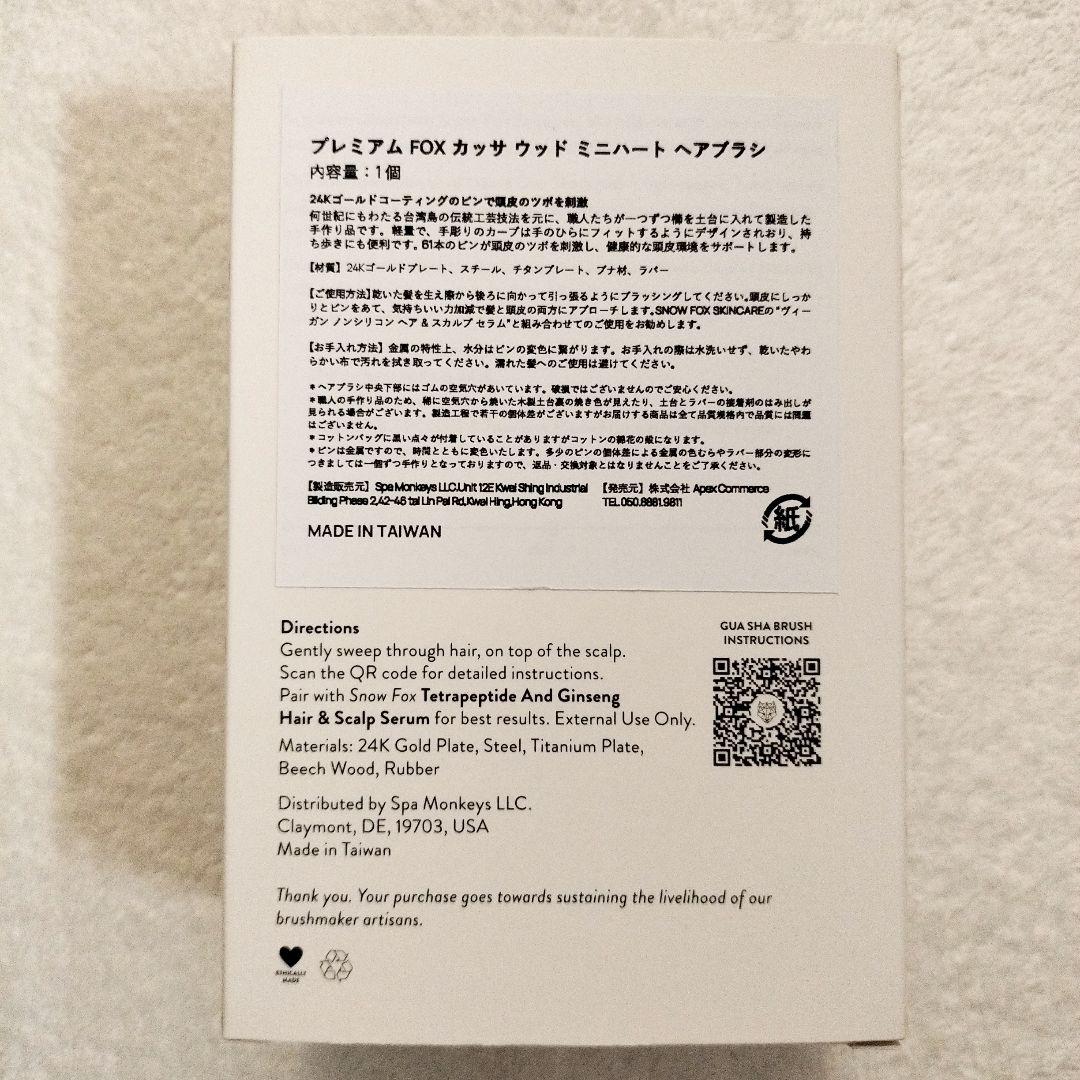 プレミアム FOX カッサ ウッド ミニハート ヘアブラシ
内容量：1個
24Kゴールドコーティングのピンで頭皮のツボを刺激
何世紀にもわたる台湾島の伝統工芸技法を元に、職人たちが一つずつ櫛を土台に入れて製造した
手作り品です。軽量で、手彫りのカーブは手のひらにフィットするようにデザインされおり、持
ち歩きにも便利です。61本のピンが頭皮のツボを刺激し、健康的な頭皮環境をサポートします。
【材質】24Kゴールドプレート、スチール、チタンプレート、ブナ材、ラバー
【ご使用方法】乾いた髪を生え際から後ろに向かって引っ張るようにブラッシングしてください。頭皮にしっか
りとピンをあて、気持ちいい力加減で髪と頭皮の両方にアプローチします。SNOW FOX SKINCAREの"ヴィー
ガン ノンシリコン ヘア & スカルプ セラム"と組み合わせてのご使用をお勧めします。
【お手入れ方法】金属の特性上、水分はピンの変色に繋がります。お手入れの際は水洗いせず、乾いたやわ
らかい布で汚れを拭き取ってください。濡れた髪へのご使用は避けてください。
＊ヘアブラシ中央下部にはゴムの空気穴があいています。破損ではございませんのでご安心ください。
＊職人の手作り品のため、稀に空気穴から焼いた木製土台裏の焼き色が見えたり、土台とラバーの接着剤のはみ出しが
見られる場合がございます。製造工程で若干の個体差がございますがお届けする商品は全て品質規格内で品質には問題
はございません。
＊コットンバッグに黒い点々が付着していることがありますがコットンの綿花の殻になります。
＊ピンは金属ですので、時間とともに変色いたします。多少のピンの個体差による金属の色むらやラバー部分の変形に
つきましては一個ずつ手作りとなっておりますので、返品・交換対象とはなりませんことをご了承ください。
【製造販売元】Spa Monkeys LLC.Unit 12E Kwai Shing Industrial 【発売元】株式会社 Apex Commerce
Bilding Phase 2,42-46 tai Lin Pai Rd,Kwai Hing,Hong Kong TEL 050.8881.9811
MADE IN TAIWAN
紙
Directions
Gently sweep through hair, on top of the scalp.
Scan the QR code for detailed instructions.
Pair with Snow Fox Tetrapeptide And Ginseng
Hair & Scalp Serum for best results. External Use Only.
GUA SHA BRUSH
INSTRUCTIONS
Materials: 24K Gold Plate, Steel, Titanium Plate,
Beech Wood, Rubber
Distributed by Spa Monkeys LLC.
Claymont, DE, 19703, USA
Made in Taiwan
Thank you. Your purchase goes towards sustaining the livelihood of our
brushmaker artisans.
ETHICALLY
MADE